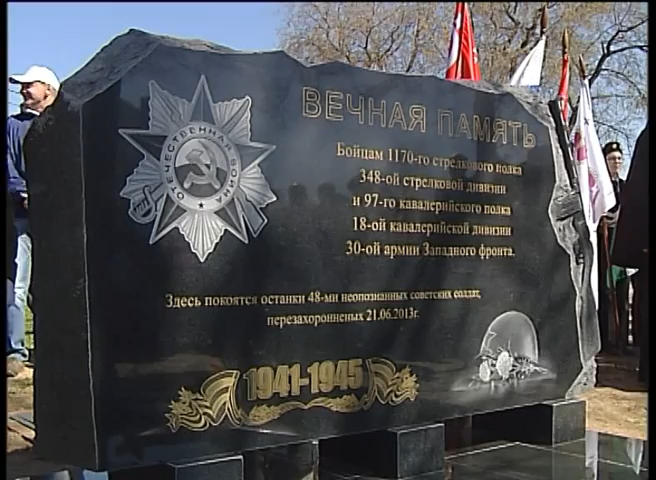 ВЕЧНАЯ ПАМЯТЬ
ОТЕЧЕСТВЕННАЯ ВОЙНА
Бойцам 1170-го стрелкового полка
348-ой стрелковой дивизии
и 97-го кавалерийского полка
18-ой кавалерийской дивизии
30-ой армии Западного фронта.
Здесь покоятся останки 48-ми неопознанных советских солдат,
перезахоронненых 21.06.2013г.
1941-1945